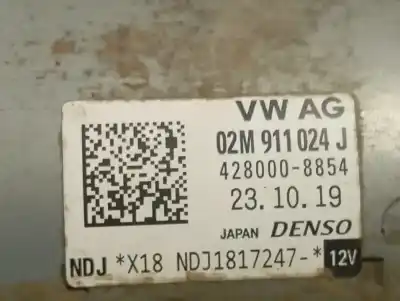 VW AG
02M 911 024 J
428000-8854
23.10.19
JAPAN DENSO
NDJ *X18 NDJ1817247-* 12V